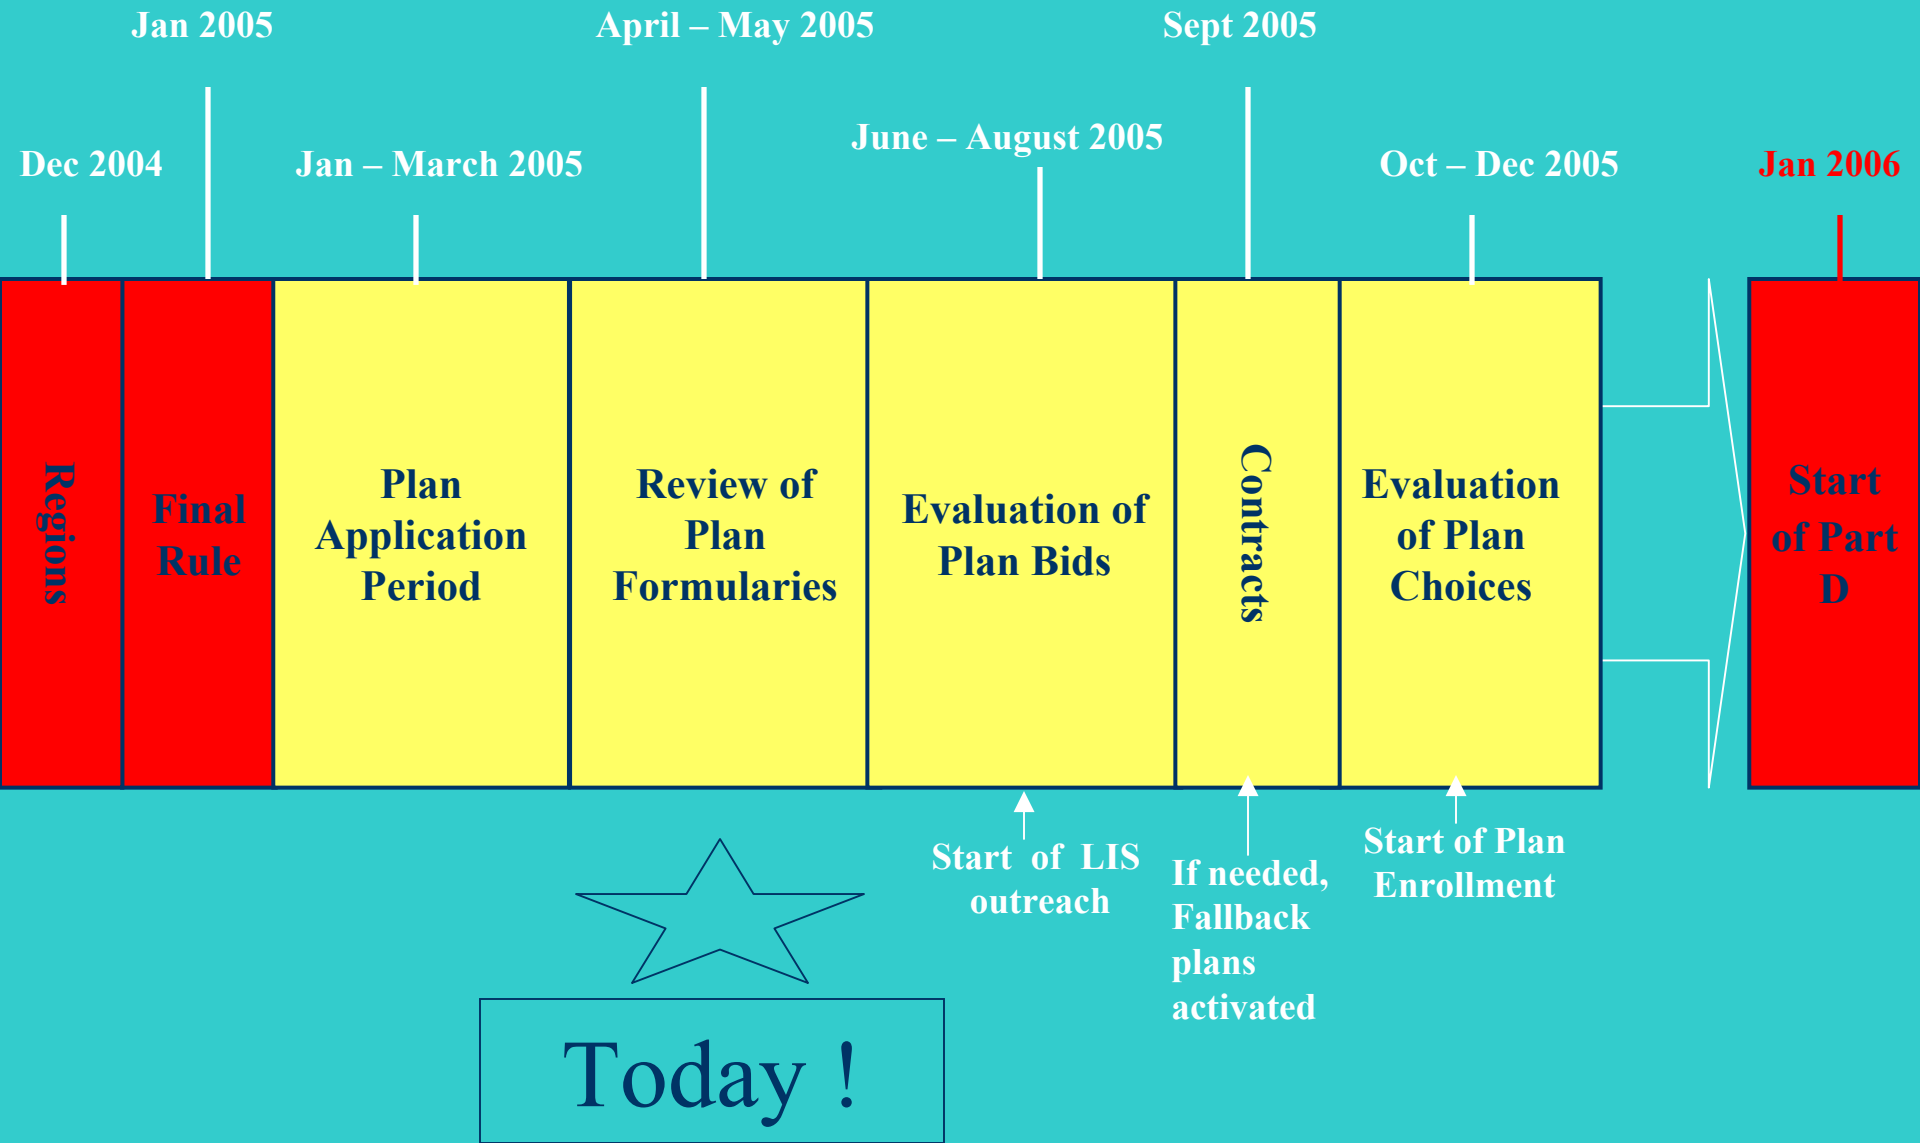 Jan 2005
April – May 2005
Sept 2005
June – August 2005
Dec 2004
Jan – March 2005
Oct – Dec 2005
Jan 2006
Regions
Final
Rule
Plan
Application
Period
Review of
Plan
Formularies
Evaluation of
Plan Bids
Contracts
Evaluation
of Plan
Choices
Start
of Part
D
Start of LIS
outreach
If needed,
Fallback
plans
activated
Start of Plan
Enrollment
Today !